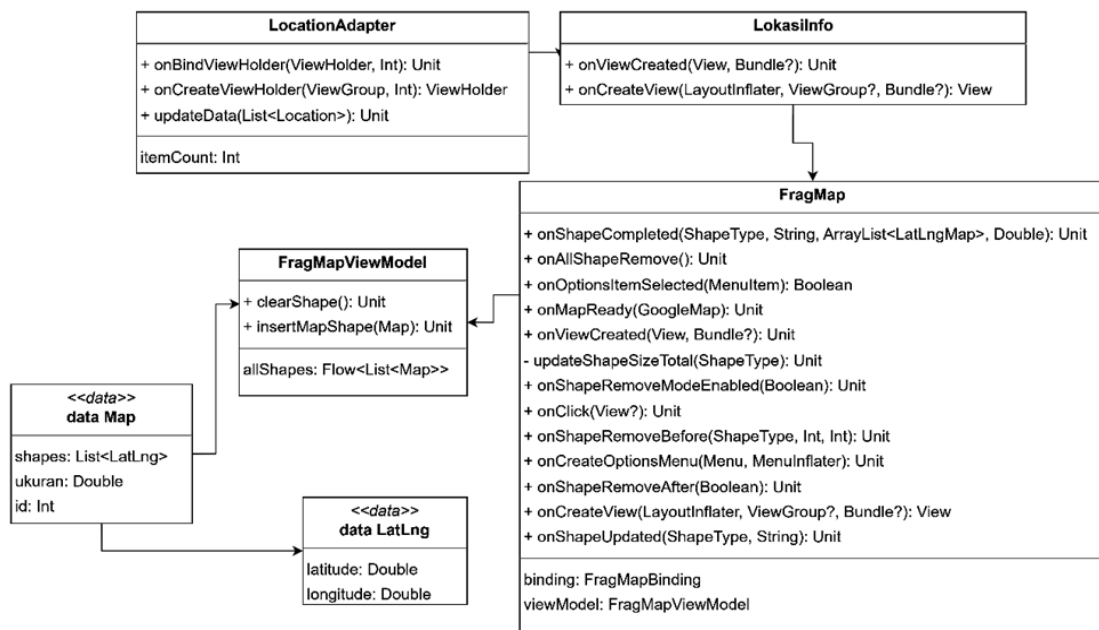 LocationAdapter
+ onBindViewHolder(ViewHolder, Int): Unit
+ onCreateViewHolder(ViewGroup, Int): ViewHolder
+ updateData(List<Location>): Unit
itemCount: Int
LokasiInfo
+ onViewCreated(View, Bundle?): Unit
+ onCreateView(LayoutInflater, ViewGroup?, Bundle?): View
FragMap
+ onShapeCompleted(ShapeType, String, ArrayList<LatLngMap>, Double): Unit
+ onAllShapeRemove(): Unit
+ onOptionsItemSelected(MenuItem): Boolean
+ onMapReady(GoogleMap): Unit
+ onViewCreated(View, Bundle?): Unit
- updateShapeSizeTotal(ShapeType): Unit
+ onShapeRemoveModeEnabled(Boolean): Unit
+ onClick(View?): Unit
+ onShapeRemoveBefore(ShapeType, Int, Int): Unit
+ onCreateOptionsMenu(Menu, MenuInflater): Unit
+ onShapeRemoveAfter(Boolean): Unit
+ onCreateView(LayoutInflater, ViewGroup?, Bundle?): View
+ onShapeUpdated(ShapeType, String): Unit
binding: FragMapBinding
viewModel: FragMapViewModel
FragMapViewModel
+ clearShape(): Unit
+ insertMapShape(Map): Unit
allShapes: Flow<List<Map>>
<<data>>
data Map
shapes: List<LatLng>
ukuran: Double
id: Int
<<data>>
data LatLng
latitude: Double
longitude: Double